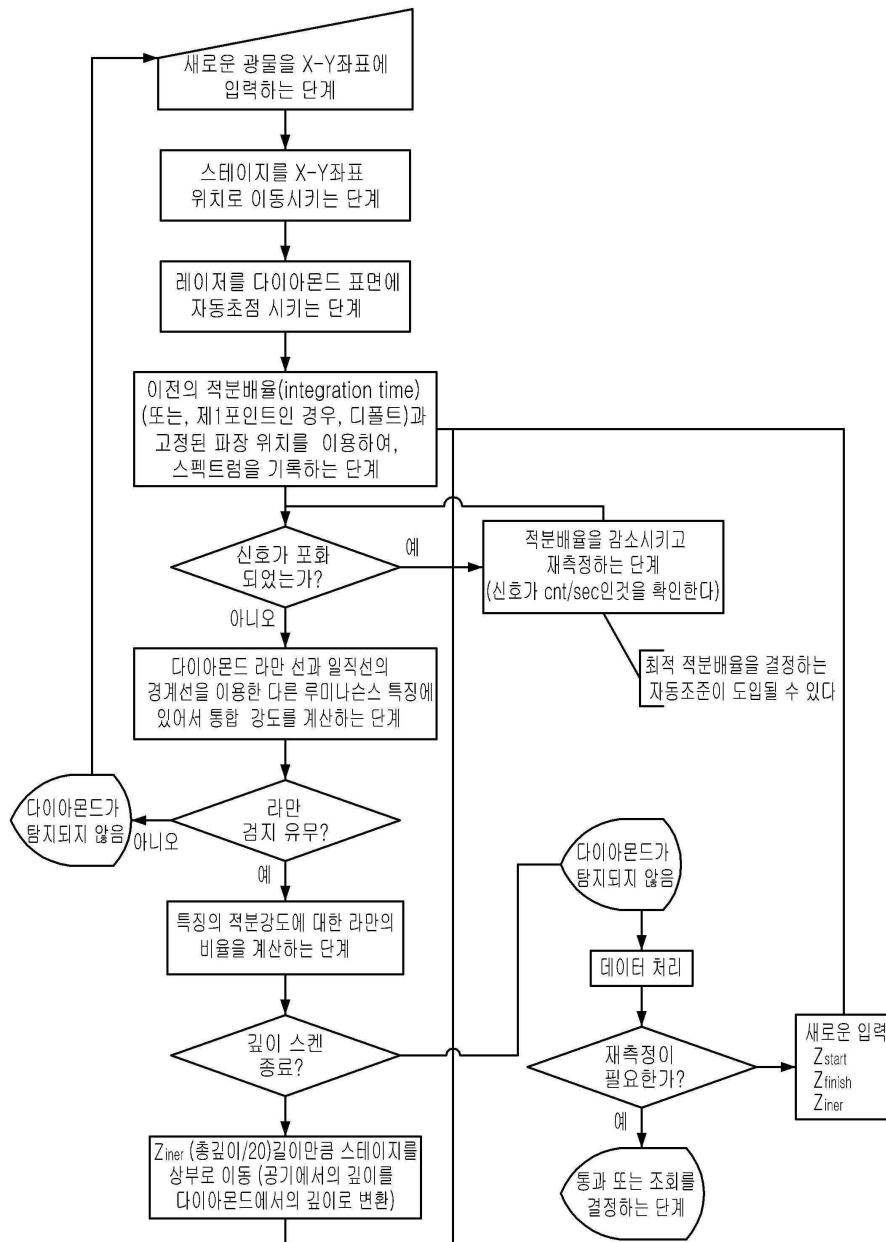 새로운 광물을 X-Y좌표에
입력하는 단계
스테이지를 X-Y좌표
위치로 이동시키는 단계
레이저를 다이아몬드 표면에
자동초점 시키는 단계
이전의 적분배율(integration time)
(또는, 제1포인트인 경우, 디폴트)과
고정된 파장 위치를 이용하여,
스펙트럼을 기록하는 단계
신호가 포화
되었는가?
예
적분배율을 감소시키고
재측정하는 단계
(신호가 cnt/sec인것을 확인한다)
아니오
최적 적분배율을 결정하는
자동조준이 도입될 수 있다
다이아몬드 라만 선과 일직선의
경계선을 이용한 다른 루미나슨스 특징에
있어서 통합 강도를 계산하는 단계
라만
검지 유무?
아니오
다이아몬드가
탐지되지 않음
예
다이아몬드가
탐지되지 않음
특징의 적분강도에 대한 라만의
비율을 계산하는 단계
데이터 처리
깊이 스켄
종료?
재측정이
필요한가?
새로운 입력
Zstart
Zfinish
Ziner
예
Ziner (총깊이/20)길이만큼 스테이지를
상부로 이동 (공기에서의 깊이를
다이아몬드에서의 깊이로 변환)
통과 또는 조회를
결정하는 단계